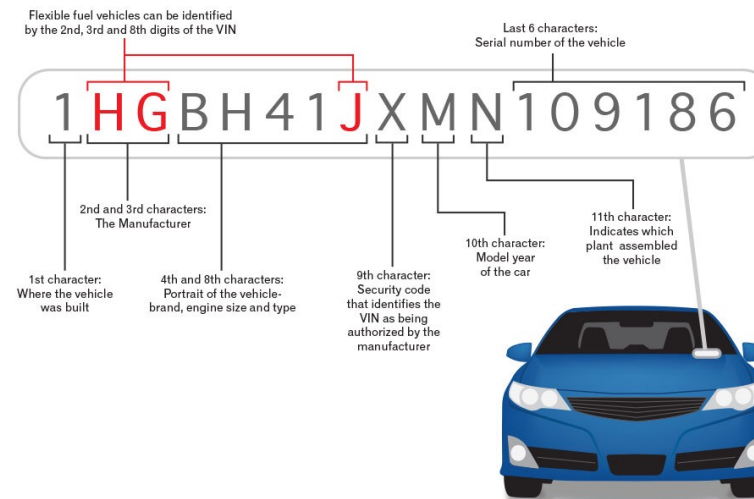 Flexible fuel vehicles can be identified
by the 2nd, 3rd and 8th digits of the VIN
Last 6 characters:
Serial number of the vehicle
1HGBH41JXMN109186
2nd and 3rd characters:
The Manufacturer
1st character:
Where the vehicle
was built
4th and 8th characters:
Portrait of the vehicle-
brand, engine size and type
9th character:
Security code
that identifies the
VIN as being
authorized by the
manufacturer
10th character:
Model year
of the car
11th character:
Indicates which
plant assembled
the vehicle